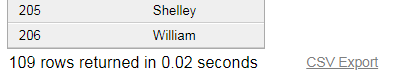 205 Shelley
206 William
109 rows returned in 0.02 seconds CSV Export